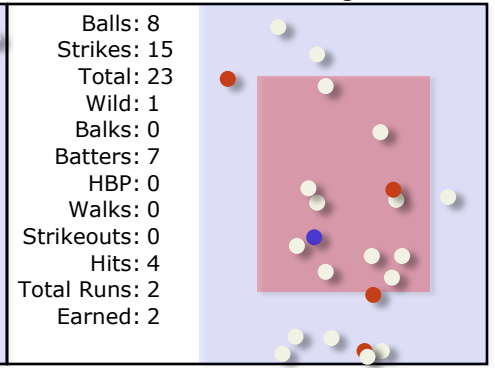 Balls: 8
Strikes: 15
Total: 23
Wild: 1
Balks: 0
Batters: 7
HBP: 0
Walks: 0
Strikeouts: 0
Hits: 4
Total Runs: 2
Earned: 2